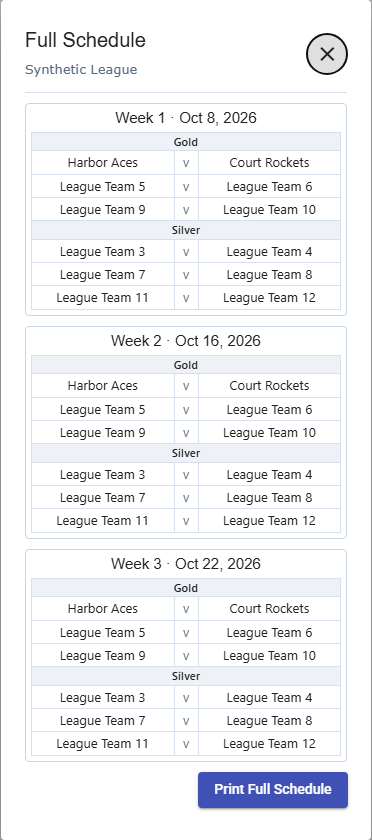 Full Schedule
Synthetic League
Week 1 · Oct 8, 2026
Gold
Harbor Aces v Court Rockets
League Team 5 v League Team 6
League Team 9 v League Team 10
Silver
League Team 3 v League Team 4
League Team 7 v League Team 8
League Team 11 v League Team 12
Week 2 · Oct 16, 2026
Gold
Harbor Aces v Court Rockets
League Team 5 v League Team 6
League Team 9 v League Team 10
Silver
League Team 3 v League Team 4
League Team 7 v League Team 8
League Team 11 v League Team 12
Week 3 · Oct 22, 2026
Gold
Harbor Aces v Court Rockets
League Team 5 v League Team 6
League Team 9 v League Team 10
Silver
League Team 3 v League Team 4
League Team 7 v League Team 8
League Team 11 v League Team 12
Print Full Schedule